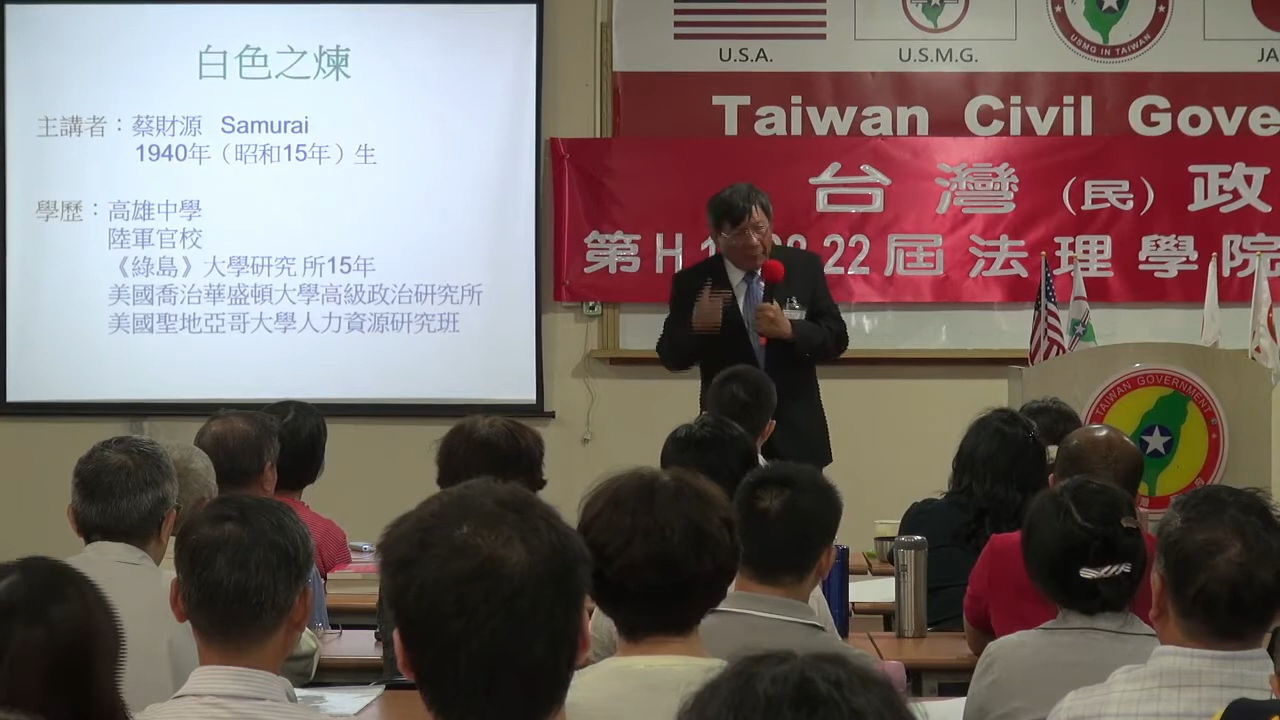 白色之煉
主講者：蔡財源 Samurai
1940年（昭和15年）生
學歷：高雄中學
陸軍官校
《綠島》大學研究 所15年
美國喬治華盛頓大學高級政治研究所
美國聖地亞哥大學人力資源研究班
U.S.A.
U.S.M.G.
USMG IN TAIWAN
JA
Taiwan Civil Gove
台灣（民）政
第H 1 22屆法理學院
TAIWAN GOVERNMENT